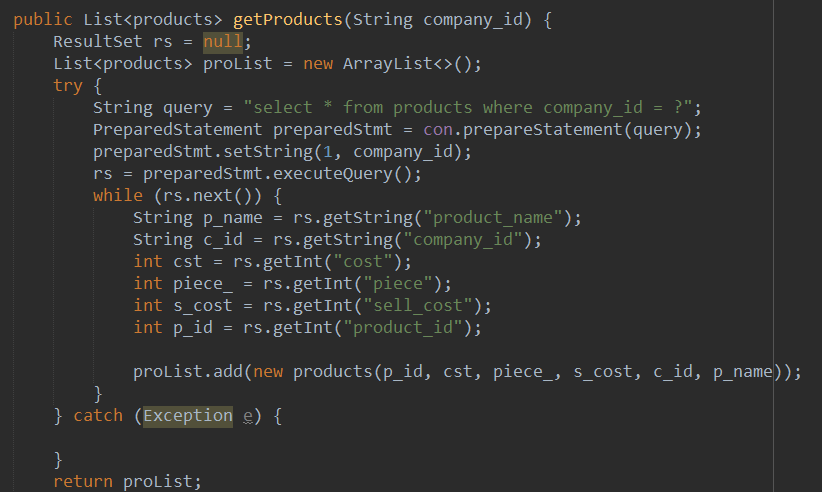 public List<products> getProducts(String company_id) {
    ResultSet rs = null;
    List<products> proList = new ArrayList<>();
    try {
        String query = "select * from products where company_id = ?";
        PreparedStatement preparedStmt = con.prepareStatement(query);
        preparedStmt.setString(1, company_id);
        rs = preparedStmt.executeQuery();
        while (rs.next()) {
            String p_name = rs.getString("product_name");
            String c_id = rs.getString("company_id");
            int cst = rs.getInt("cost");
            int piece_ = rs.getInt("piece");
            int s_cost = rs.getInt("sell_cost");
            int p_id = rs.getInt("product_id");

            proList.add(new products(p_id, cst, piece_, s_cost, c_id, p_name));
        }
    } catch (Exception e) {

    }
    return proList;